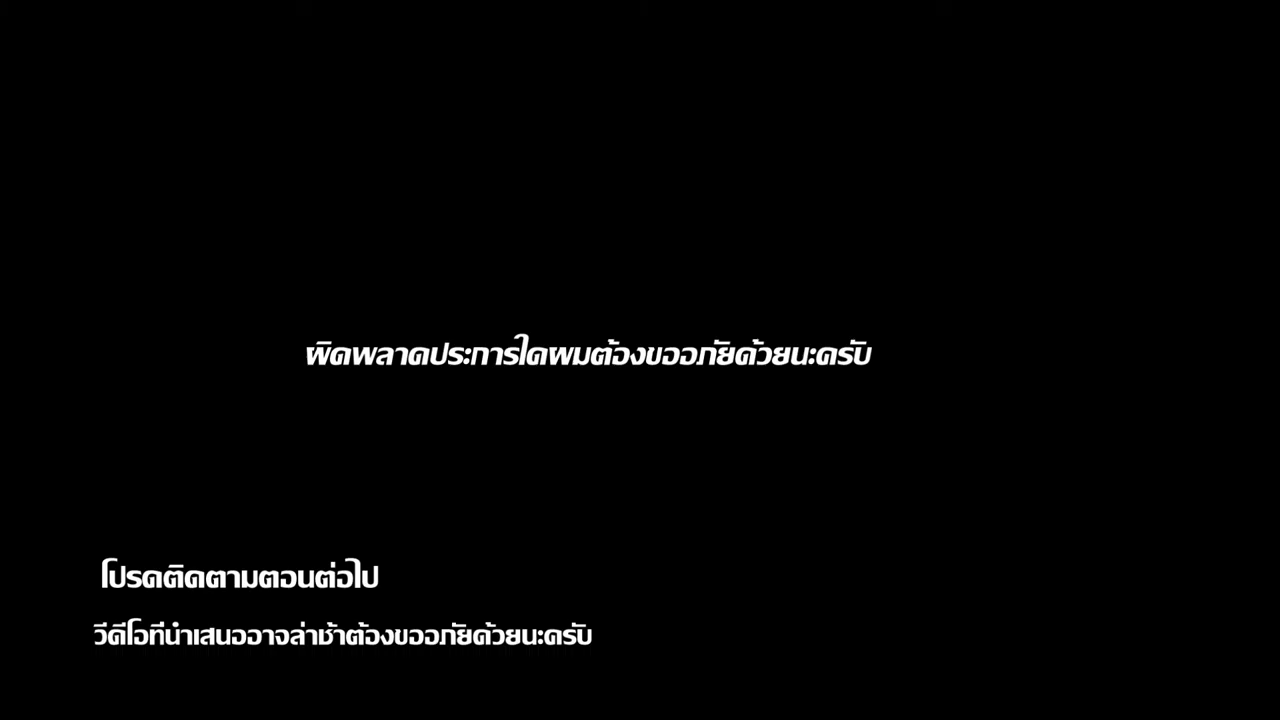 ผิดพลาดประการใดผมต้องขออภัยด้วยนะครับ
โปรดติดตามตอนต่อไป
วีดีโอที่นำเสนออาจล่าช้าต้องขออภัยด้วยนะครับ